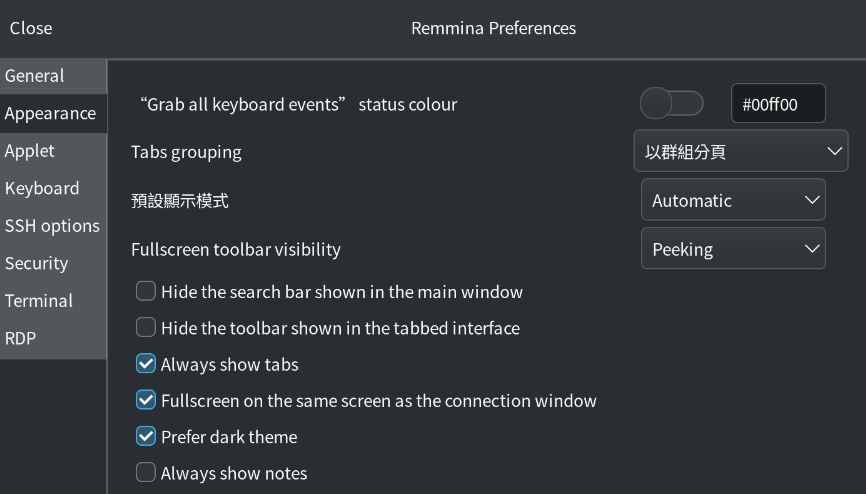 Close
Remmina Preferences
General
Appearance
Applet
Keyboard
SSH options
Security
Terminal
RDP
“Grab all keyboard events” status colour
#00ff00
Tabs grouping
以群組分頁
預設顯示模式
Automatic
Fullscreen toolbar visibility
Peeking
Hide the search bar shown in the main window
Hide the toolbar shown in the tabbed interface
Always show tabs
Fullscreen on the same screen as the connection window
Prefer dark theme
Always show notes